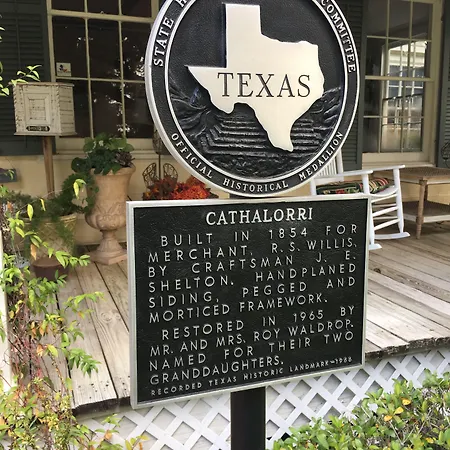 STATE
COMMITTEE
TEXAS
OFFICIAL HISTORICAL MEDALLION
CATHALORRI
BUILT IN 1854 FOR
MERCHANT, R.S. WILLIS.
BY CRAFTSMAN J. E.
SHELTON. HANDPLANED
SIDING, PEGGED AND
MORTICED FRAMEWORK.
RESTORED IN 1965 BY
MR. AND MRS. ROY WALDROP.
NAMED FOR THEIR TWO
GRANDDAUGHTERS.
RECORDED TEXAS HISTORIC LANDMARK-1966